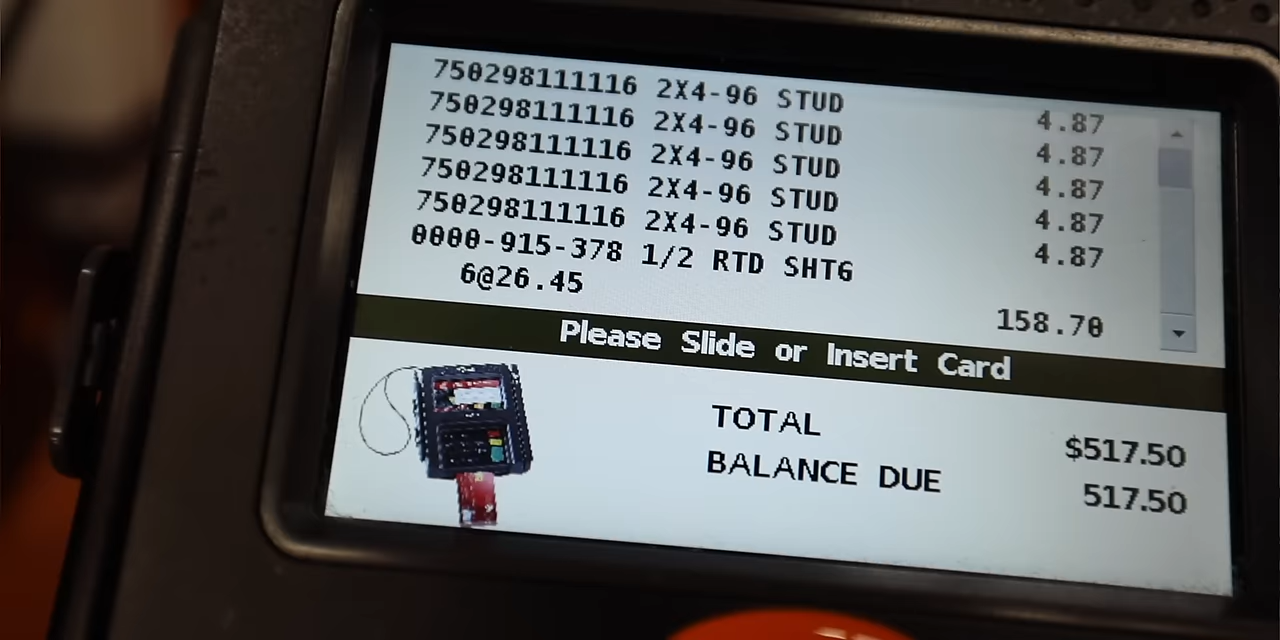 750298111116 2X4-96 STUD 4.87
750298111116 2X4-96 STUD 4.87
750298111116 2X4-96 STUD 4.87
750298111116 2X4-96 STUD 4.87
750298111116 2X4-96 STUD 4.87
0000-915-378 1/2 RTD SHTG
6@26.45 158.70
Please Slide or Insert Card
TOTAL $517.50
BALANCE DUE 517.50